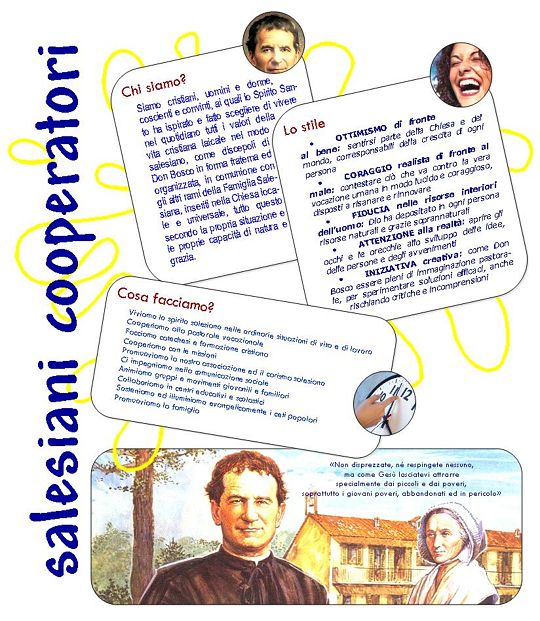 salesiani cooperatori
Chi siamo?
Siamo cristiani, uomini e donne,
coscienti e convinti, ai quali lo Spirito San-
to ha ispirato e fatto scegliere di vivere
nel quotidiano tutti i valori della
vita cristiana laicale nel modo
salesiano, come discepoli di
Don Bosco in forma fraterna ed
organizzata, in comunione con
gli altri rami della Famiglia Sale-
siana, inseriti nella Chiesa loca-
le e universale, tutto questo
secondo la propria situazione e
le proprie capacità di natura e
grazia.
Lo stile
• OTTIMISMO di fronte
al bene: sentirsi parte della Chiesa e del
mondo, corresponsabili della crescita di ogni
persona
• CORAGGIO realista di fronte al
male: contestare ciò che va contro la vera
vocazione umana in modo lucido e coraggioso,
disposti a risanare e rinnovare
• FIDUCIA nelle risorse interiori
dell'uomo: Dio ha depositato in ogni persona
risorse naturali e grazie soprannaturali
• ATTENZIONE alla realtà: aprire gli
occhi e le orecchie allo sviluppo delle idee,
delle persone e degli avvenimenti
• INIZIATIVA creativa: come Don
Bosco essere pieni di immaginazione pastora-
le, per sperimentare soluzioni efficaci, anche
rischiando critiche e incomprensioni
Cosa facciamo?
Viviamo lo spirito salesiano nelle ordinarie situazioni di vita e di lavoro
Cooperiamo alla pastorale vocazionale
Facciamo catechesi e formazione cristiana
Cooperiamo con le missioni
Promuoviamo la nostra associazione ed il carisma salesiano
Ci impegniamo nella comunicazione sociale
Animiamo gruppi e movimenti giovanili e familiari
Collaboriamo in centri educativi e scolastici
Sosteniamo ed illuminiamo evangelicamente i ceti popolari
Promuoviamo la famiglia
«Non disprezzate, né respingete nessuno,
ma come Gesù lasciatevi attrarre
specialmente dai piccoli e dai poveri,
soprattutto i giovani poveri, abbandonati ed in pericolo»